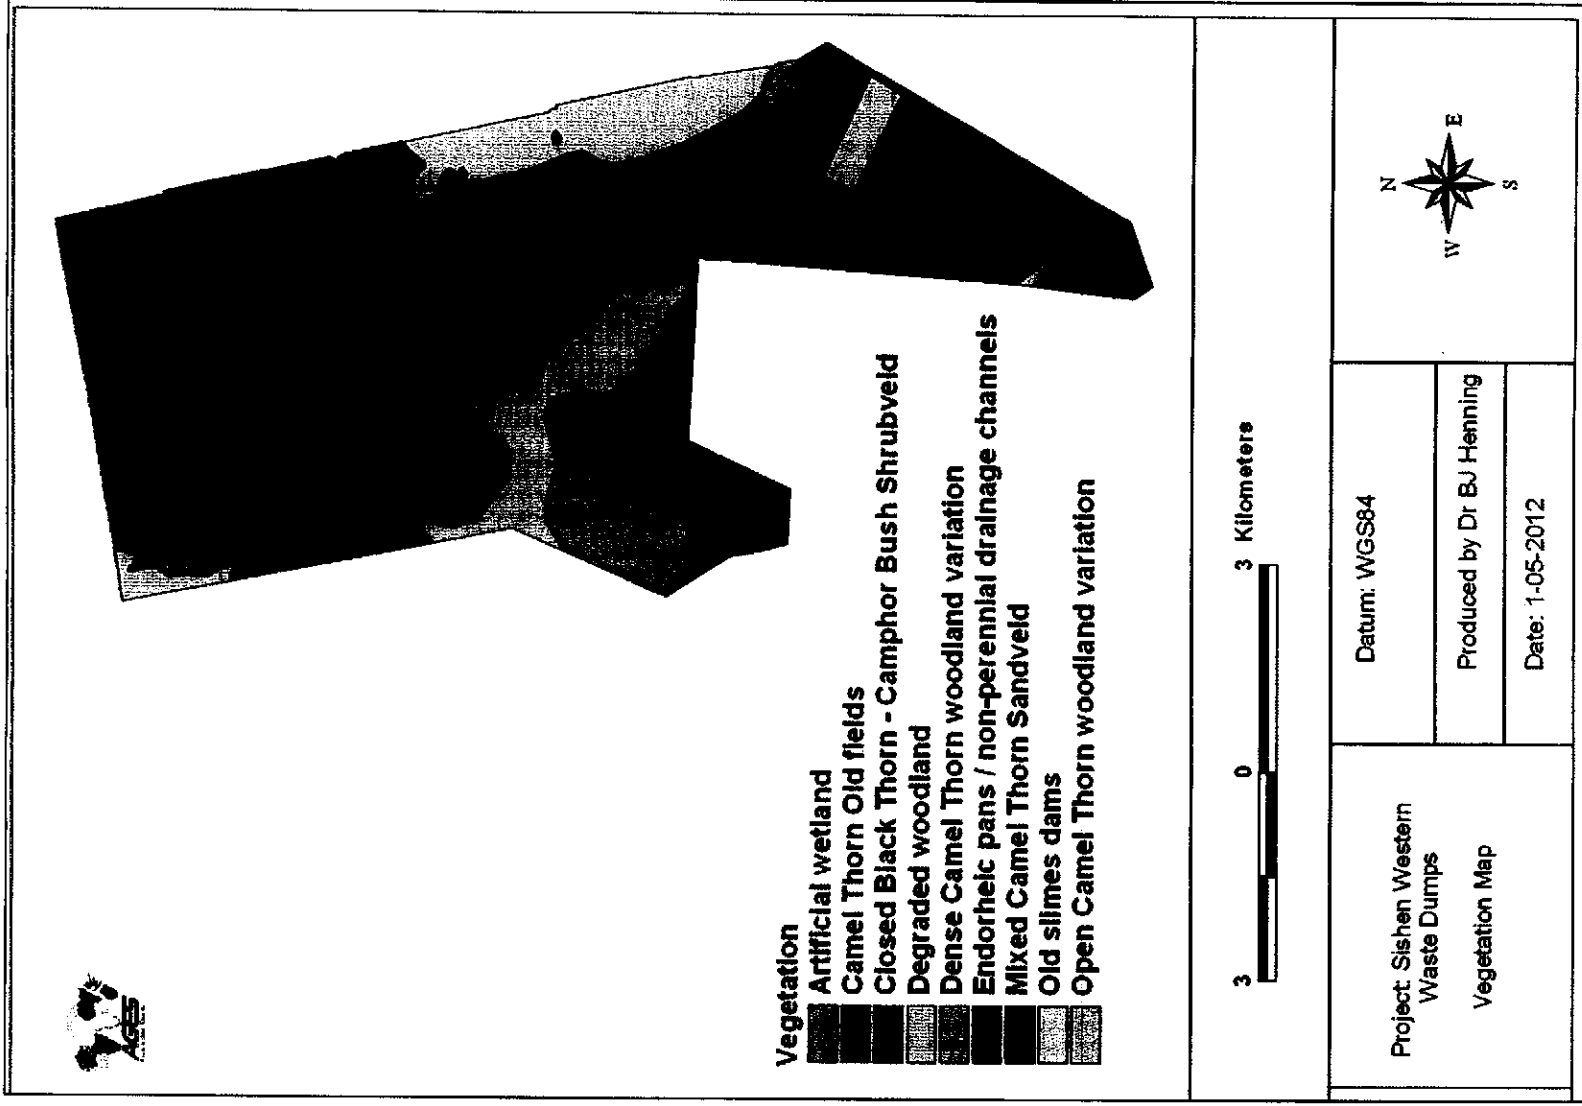 AGES
Vegetation
Artificial wetland
Camel Thorn Old fields
Closed Black Thorn - Camphor Bush Shrubveld
Degraded woodland
Dense Camel Thorn woodland variation
Endorheic pans / non-perennial drainage channels
Mixed Camel Thorn Sandveld
Old slimes dams
Open Camel Thorn woodland variation
3 0 3 Kilometers
Project: Sishen Western
Waste Dumps
Vegetation Map
Datum: WGS84
Produced by Dr BJ Henning
Date: 1-05-2012
N
W E
S